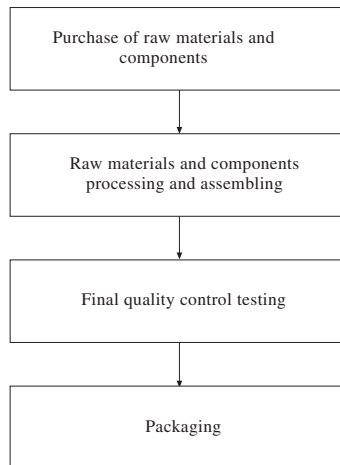 Purchase of raw materials and
components
Raw materials and components
processing and assembling
Final quality control testing
Packaging